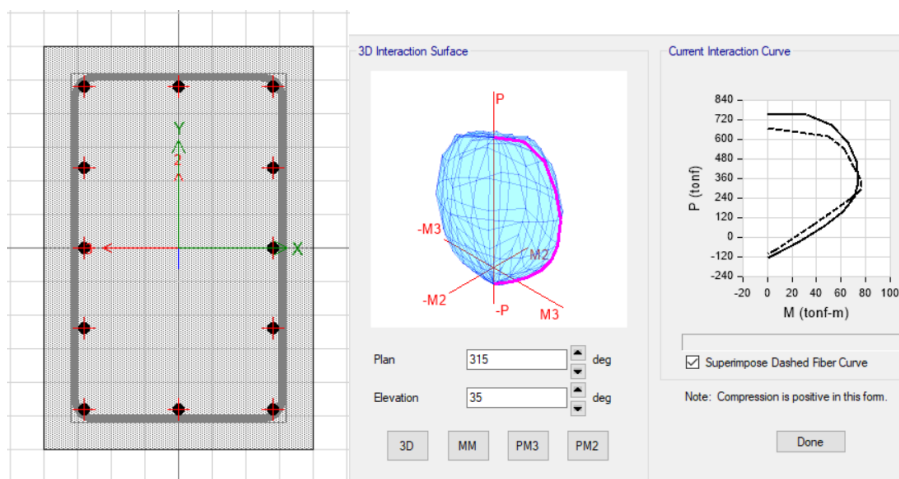 Y
2
X
3D Interaction Surface
P
-M3
M2
-M2
-P
M3
Plan
315
deg
Elevation
35
deg
3D
MM
PM3
PM2
Current Interaction Curve
840
720
600
480
360
240
120
0
-120
-240
P (tonf)
-20 0 20 40 60 80 100
M (tonf-m)
Superimpose Dashed Fiber Curve
Note: Compression is positive in this form.
Done